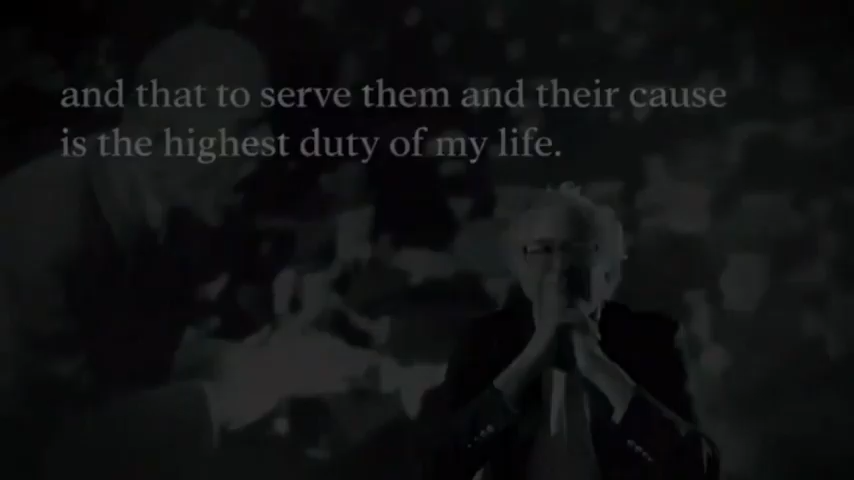 and that to serve them and their cause
is the highest duty of my life.